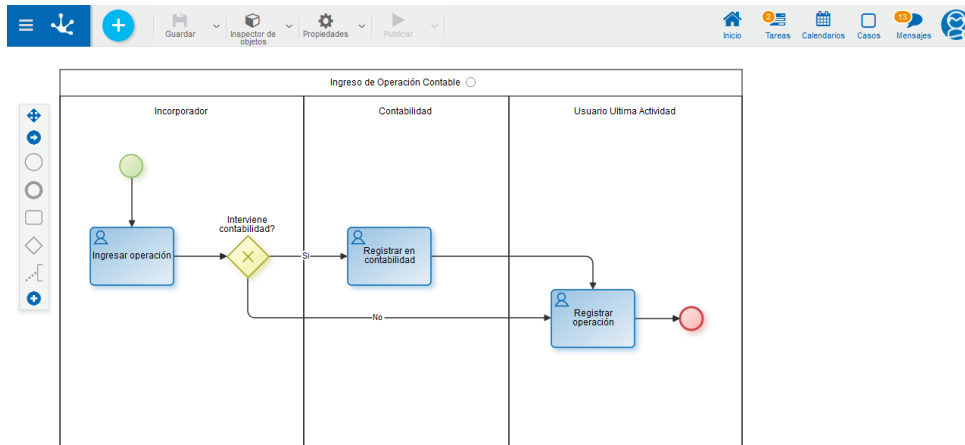 Guardar
Inspector de
objetos
Propiedades
Publicar
Inicio
2
Tareas
Calendarios
Casos
13
Mensajes
Ingreso de Operación Contable
Incorporador
Contabilidad
Usuario Ultima Actividad
Interviene
contabilidad?
Ingresar operación
Si
Registrar en
contabilidad
No
Registrar
operación